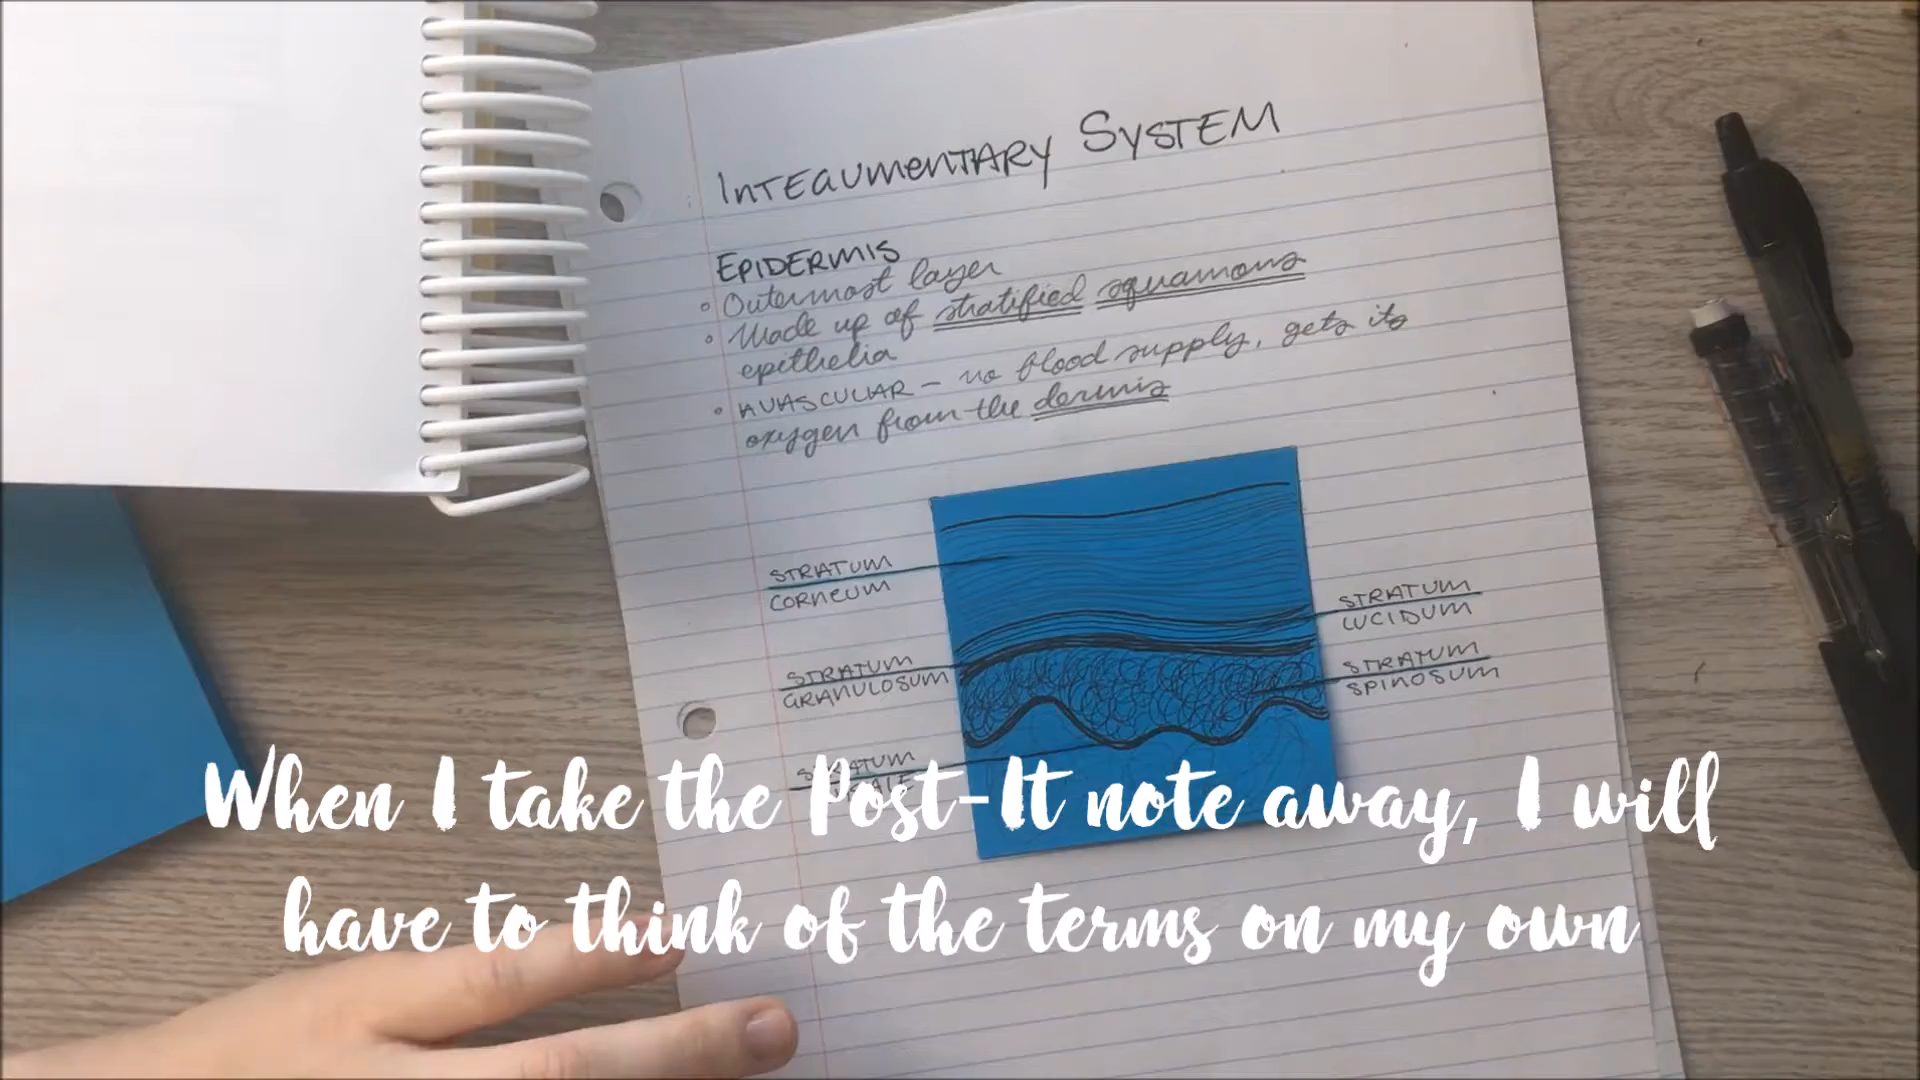 INTEGUMENTARY SYSTEM
EPIDERMIS
◦ Outermost layer
◦ Made up of stratified squamous
epithelia
◦ AVASCULAR – no blood supply, gets its
oxygen from the dermis
STRATUM
CORNEUM
STRATUM
LUCIDUM
STRATUM
GRANULOSUM
STRATUM
SPINOSUM
STRATUM
When I take the Post-It note away, I will
have to think of the terms on my own